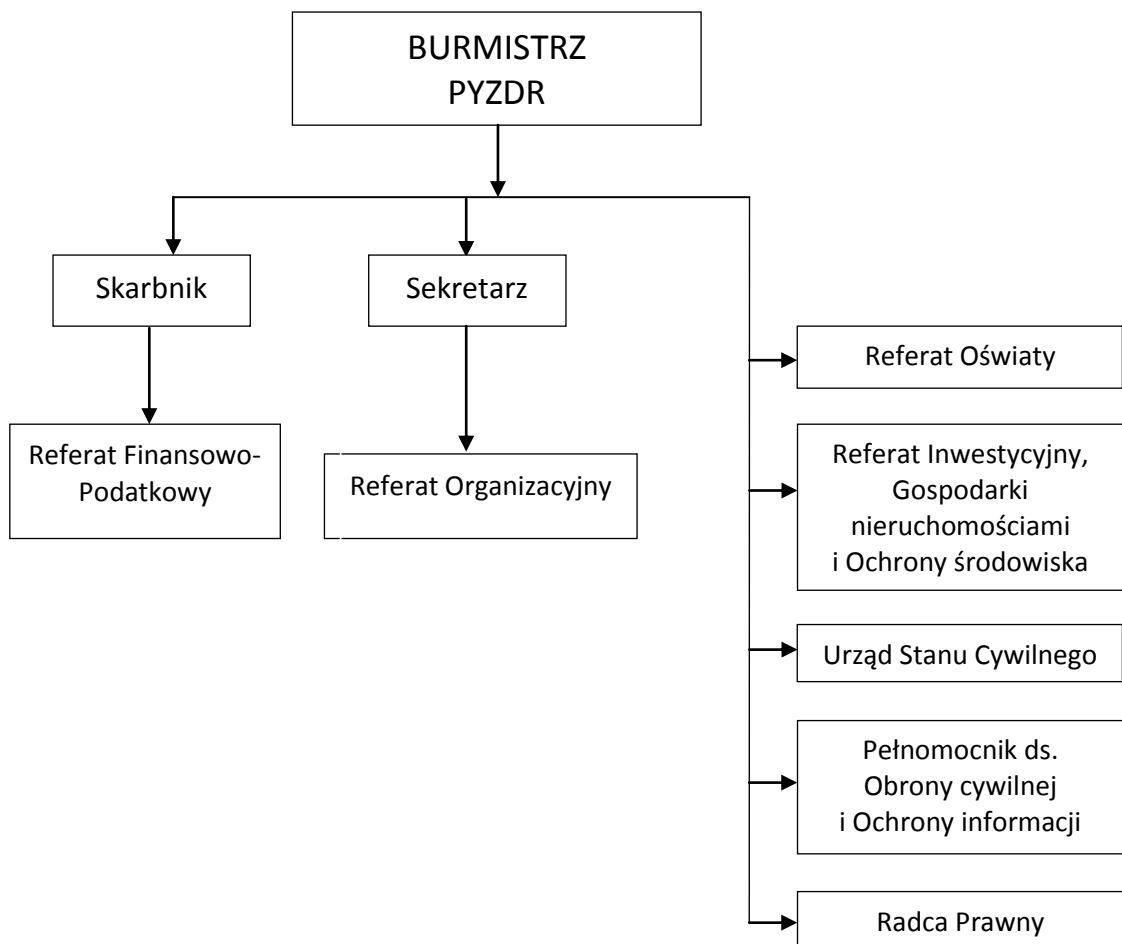 BURMISTRZ
PYZDR
Skarbnik
Sekretarz
Referat Oświaty
Referat Finansowo-
Podatkowy
Referat Organizacyjny
Referat Inwestycyjny,
Gospodarki
nieruchomościami
i Ochrony środowiska
Urząd Stanu Cywilnego
Pełnomocnik ds.
Obrony cywilnej
i Ochrony informacji
Radca Prawny